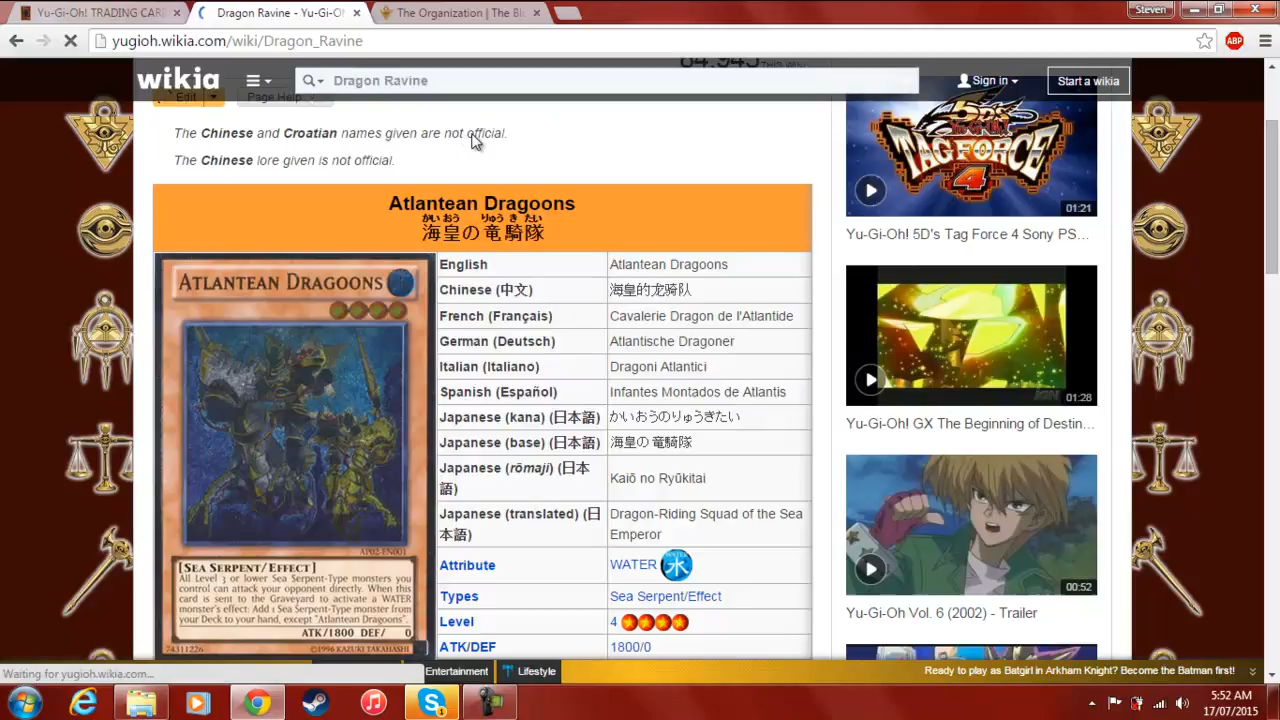 Yu-Gi-Oh! TRADING CAR
Dragon Ravine - Yu-Gi-O
The Organization | The Bl
Steven
yugioh.wikia.com/wiki/Dragon_Ravine
ABP
wikia
Dragon Ravine
Sign in
Start a wikia
Edit
Page Help
The Chinese and Croatian names given are not official.
The Chinese lore given is not official.
Atlantean Dragoons
かいおう りゅうきたい
海皇の竜騎隊
ATLANTEAN DRAGOONS
AP02-EN001
[SEA SERPENT/EFFECT]
All Level 3 or lower Sea Serpent-Type monsters you
control can attack your opponent directly. When this
card is sent to the Graveyard to activate a WATER
monster's effect: Add 1 Sea Serpent-Type monster from
your Deck to your hand, except "Atlantean Dragoons".
ATK/1800 DEF/ 0
74311226
©1996 KAZUKI TAKAHASHI
English Atlantean Dragoons
Chinese (中文) 海皇的龙骑队
French (Français) Cavalerie Dragon de l'Atlantide
German (Deutsch) Atlantische Dragoner
Italian (Italiano) Dragoni Atlantici
Spanish (Español) Infantes Montados de Atlantis
Japanese (kana) (日本語) かいおうのりゅうきたい
Japanese (base) (日本語) 海皇の 竜騎隊
Japanese (rōmaji) (日本語) Kaiō no Ryūkitai
Japanese (translated) (日本語) Dragon-Riding Squad of the Sea Emperor
Attribute WATER 水
Types Sea Serpent/Effect
Level 4
ATK/DEF 1800/0
5D's
TAG FORCE
4
01:21
Yu-Gi-Oh! 5D's Tag Force 4 Sony PS...
IGN
01:28
Yu-Gi-Oh! GX The Beginning of Destin...
00:52
Yu-Gi-Oh Vol. 6 (2002) - Trailer
Waiting for yugioh.wikia.com...
Entertainment
Lifestyle
Ready to play as Batgirl in Arkham Knight? Become the Batman first!
5:52 AM
17/07/2015